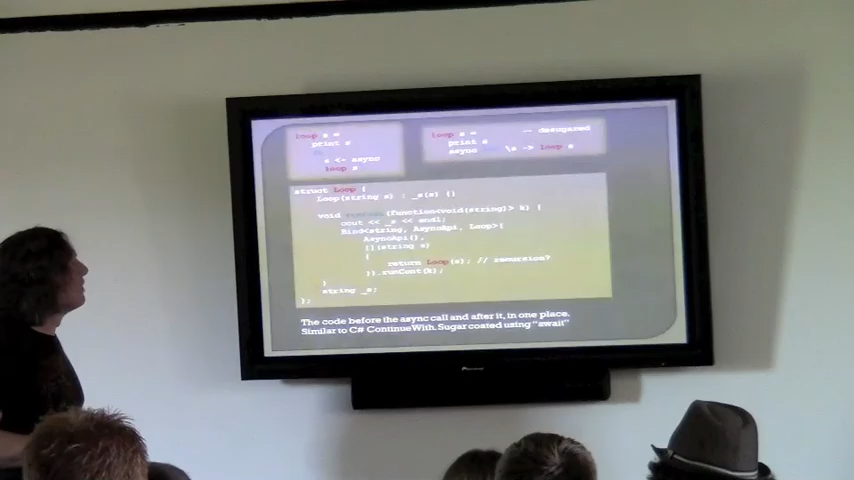 loop s =
print s
s <- async
loop s
loop s = -- desugared
print s
async \s -> loop s
struct Loop {
Loop(string s) : _s(s) {}
void (function<void(string)> k) {
cout << _s << endl;
Bind<string, AsyncApi, Loop>(
AsyncApi(),
[](string s)
{
return Loop(s); // recursion?
}
}).runCont(k);
string _s;
};
The code before the async call and after it, in one place.
Similar to C# ContinueWith. Sugar coated using "await"
Pioneer